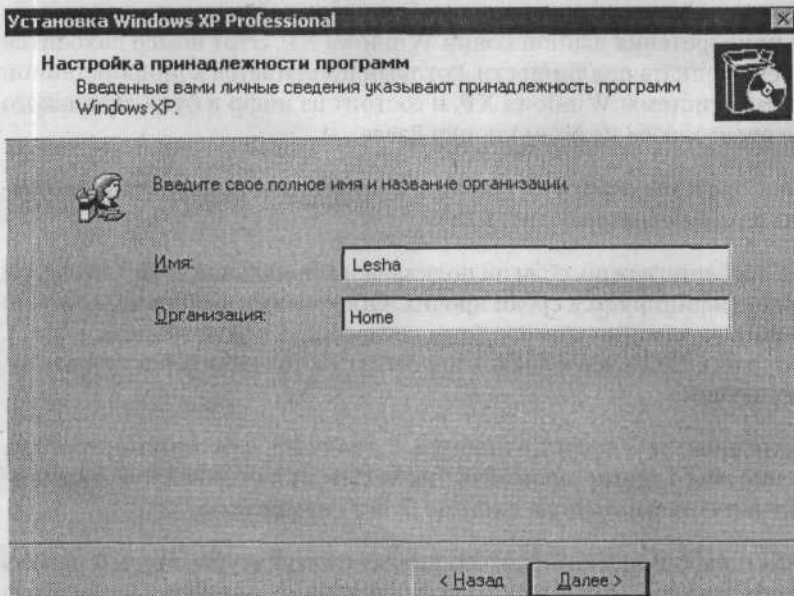 Установка Windows XP Professional
Настройка принадлежности программ
Введенные вами личные сведения указывают принадлежность программ
Windows XP.
Введите свое полное имя и название организации.
Имя:
Lesha
Организация:
Home
< Назад
Далее >